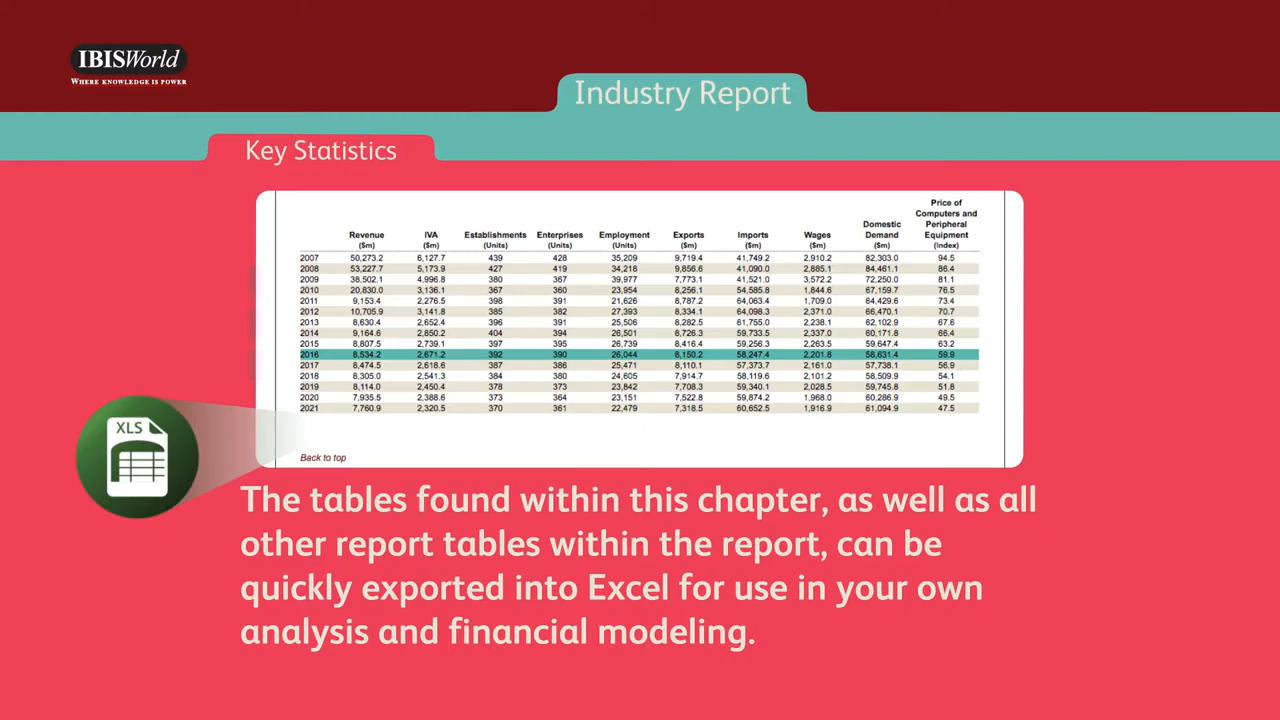 IBISWorld
WHERE KNOWLEDGE IS POWER
Industry Report
Key Statistics
Revenue ($m) IVA ($m) Establishments (Units) Enterprises (Units) Employment (Units) Exports ($m) Imports ($m) Wages ($m) Domestic Demand ($m) Price of Computers and Peripheral Equipment (Index)
2007 50,273.2 6,127.7 439 428 35,209 9,719.4 41,749.2 2,910.2 82,303.0 94.5
2008 53,227.7 5,173.9 427 419 34,218 9,856.6 41,090.0 2,885.1 84,461.1 86.4
2009 38,502.1 4,996.8 380 367 39,977 7,773.1 41,521.0 3,572.2 72,250.0 81.1
2010 20,830.0 3,136.1 367 360 23,954 8,256.1 54,585.8 1,844.6 67,159.7 76.5
2011 9,153.4 2,276.5 398 391 21,626 8,787.2 64,063.4 1,709.0 64,429.6 73.4
2012 10,705.9 3,141.8 385 382 27,393 8,334.1 64,098.3 2,371.0 66,470.1 70.7
2013 8,630.4 2,652.4 396 391 25,506 8,282.5 61,755.0 2,238.1 62,102.9 67.6
2014 9,164.6 2,850.2 404 394 26,501 8,726.3 59,733.5 2,337.0 60,171.8 66.4
2015 8,807.5 2,739.1 397 395 26,739 8,416.4 59,256.3 2,263.5 59,647.4 63.2
2016 8,534.2 2,671.2 392 390 26,044 8,150.2 58,247.4 2,201.8 58,631.4 59.9
2017 8,474.5 2,618.6 387 386 25,471 8,110.1 57,373.7 2,161.0 57,738.1 56.9
2018 8,305.0 2,541.3 384 380 24,605 7,914.7 58,119.6 2,101.2 58,509.9 54.1
2019 8,114.0 2,450.4 378 373 23,842 7,708.3 59,340.1 2,028.5 59,745.8 51.8
2020 7,935.5 2,388.6 373 364 23,151 7,522.8 59,874.2 1,968.0 60,286.9 49.5
2021 7,760.9 2,320.5 370 361 22,479 7,318.5 60,652.5 1,916.9 61,094.9 47.5
Back to top
XLS
The tables found within this chapter, as well as all
other report tables within the report, can be
quickly exported into Excel for use in your own
analysis and financial modeling.